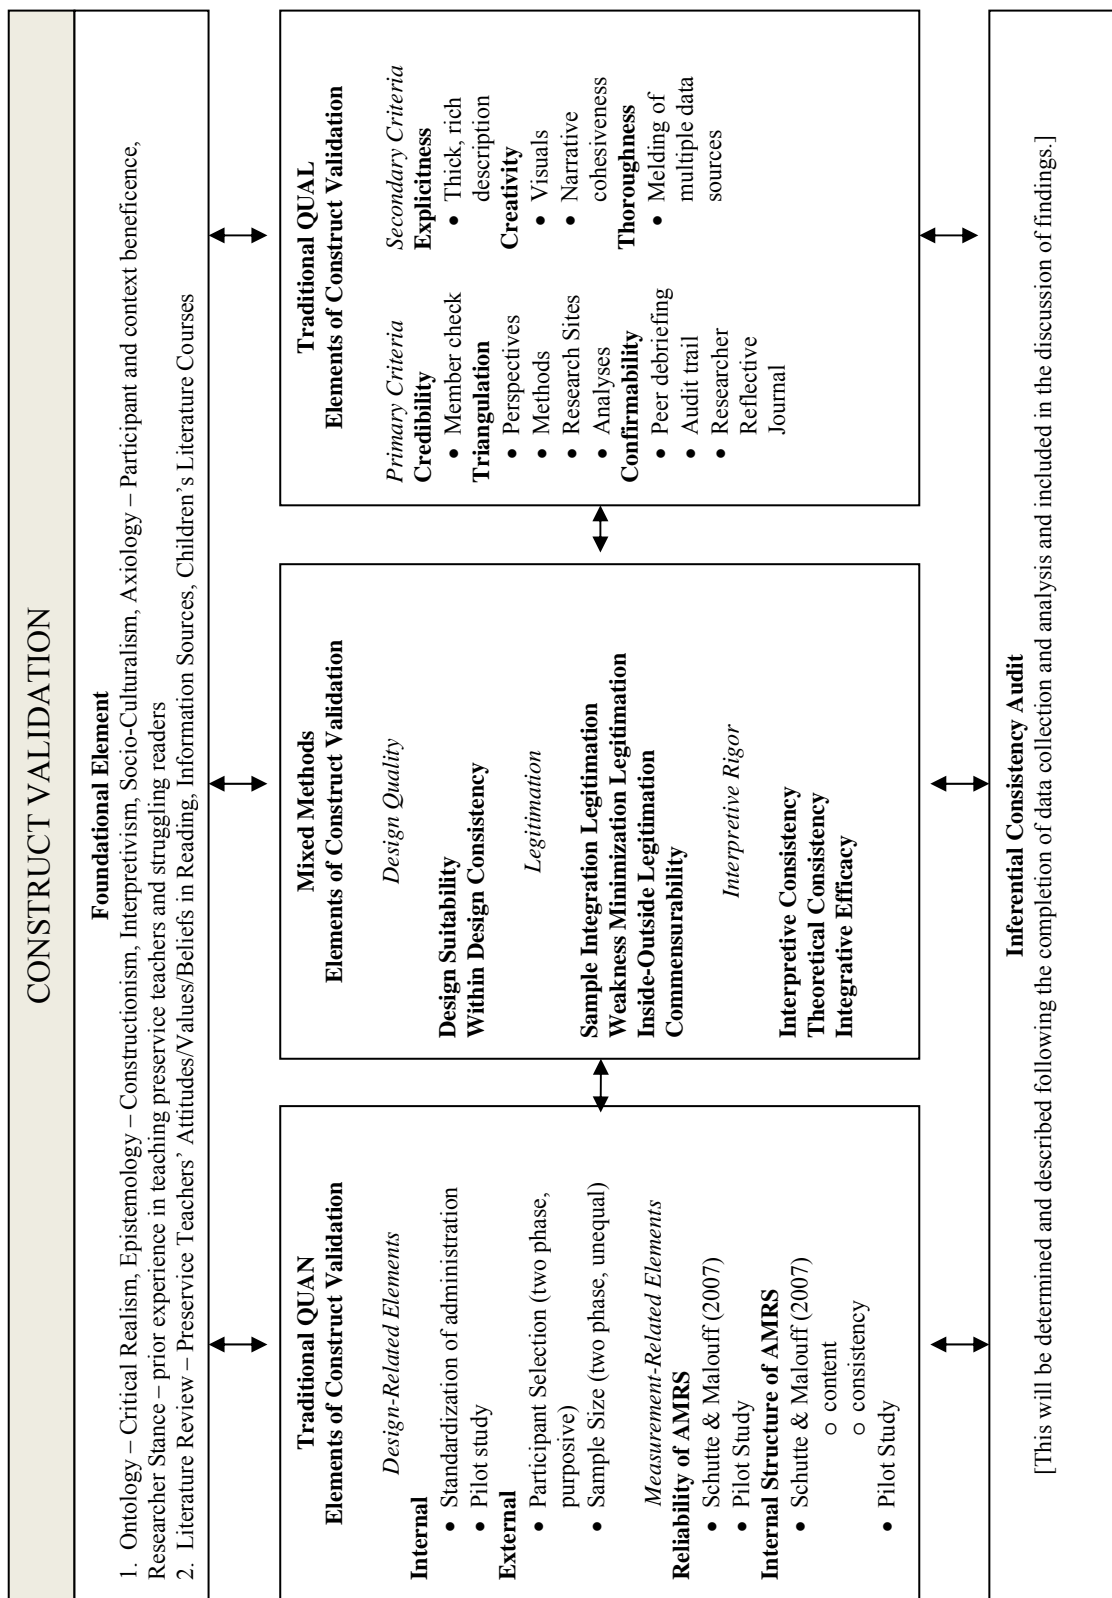 CONSTRUCT VALIDATION
Foundational Element
1. Ontology – Critical Realism, Epistemology – Constructionism, Interpretivism, Socio-Culturalism, Axiology – Participant and context beneficence,
Researcher Stance – prior experience in teaching preservice teachers and struggling readers
2. Literature Review – Preservice Teachers' Attitudes/Values/Beliefs in Reading, Information Sources, Children's Literature Courses
Traditional QUAN
Elements of Construct Validation
Design-Related Elements
Internal
• Standardization of administration
• Pilot study
External
• Participant Selection (two phase,
purposive)
• Sample Size (two phase, unequal)
Measurement-Related Elements
Reliability of AMRS
• Schutte & Malouff (2007)
• Pilot Study
Internal Structure of AMRS
• Schutte & Malouff (2007)
o content
o consistency
• Pilot Study
Mixed Methods
Elements of Construct Validation
Design Quality
Design Suitability
Within Design Consistency
Legitimation
Sample Integration Legitimation
Weakness Minimization Legitimation
Inside-Outside Legitimation
Commensurability
Interpretive Rigor
Interpretive Consistency
Theoretical Consistency
Integrative Efficacy
Traditional QUAL
Elements of Construct Validation
Primary Criteria
Credibility
• Member check
Triangulation
• Perspectives
• Methods
• Research Sites
• Analyses
Confirmability
• Peer debriefing
• Audit trail
• Researcher
Reflective
Journal
Secondary Criteria
Explicitness
• Thick, rich
description
Creativity
• Visuals
• Narrative
cohesiveness
Thoroughness
• Melding of
multiple data
sources
Inferential Consistency Audit
[This will be determined and described following the completion of data collection and analysis and included in the discussion of findings.]